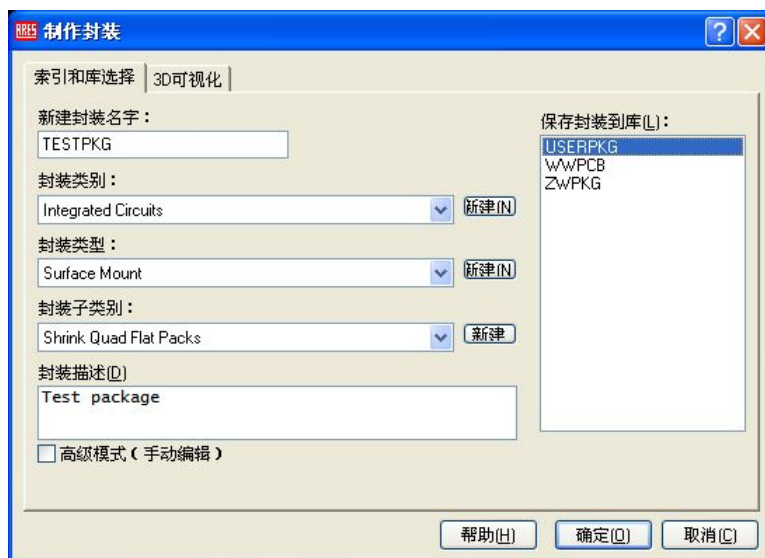 ARES 制作封装
索引和库选择
3D可视化
新建封装名字：
TESTPKG
封装类别：
Integrated Circuits
新建(N
封装类型：
Surface Mount
新建(N
封装子类别：
Shrink Quad Flat Packs
新建
封装描述(D)
Test package
高级模式(手动编辑)
保存封装到库(L)：
USERPKG
WWPCB
ZWPKG
帮助(H)
确定(O)
取消(C)